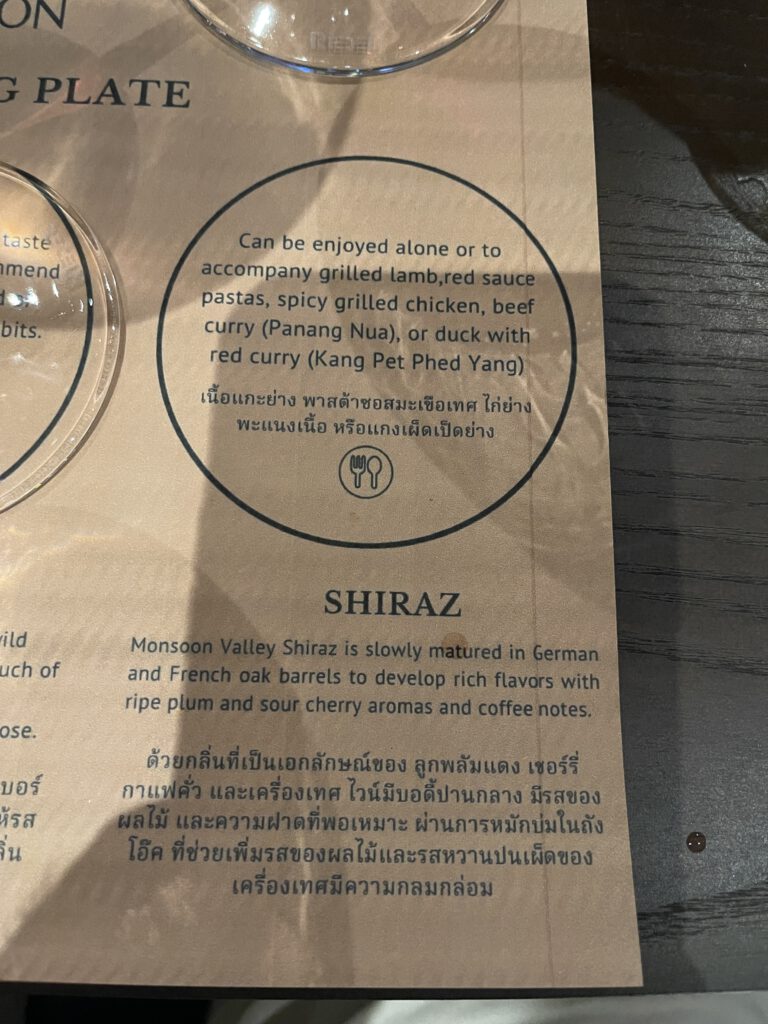 ON
G PLATE
taste
mmend
bits.
Can be enjoyed alone or to
accompany grilled lamb,red sauce
pastas, spicy grilled chicken, beef
curry (Panang Nua), or duck with
red curry (Kang Pet Phed Yang)
เนื้อแกะย่าง พาสต้าซอสมะเขือเทศ ไก่ย่าง
พะแนงเนื้อ หรือแกงเผ็ดเป็ดย่าง
SHIRAZ
Monsoon Valley Shiraz is slowly matured in German
and French oak barrels to develop rich flavors with
ripe plum and sour cherry aromas and coffee notes.
ด้วยกลิ่นที่เป็นเอกลักษณ์ของ ลูกพลัมแดง เชอร์รี่
กาแฟคั่ว และเครื่องเทศ ไวน์มีบอดี้ปานกลาง มีรสของ
ผลไม้ และความฝาดที่พอเหมาะ ผ่านการหมักบ่มในถัง
โอ๊ค ที่ช่วยเพิ่มรสของผลไม้และรสหวานปนเผ็ดของ
เครื่องเทศมีความกลมกล่อม
vild
uch of
ose.
บอร์
ห้รส
ลิ่น